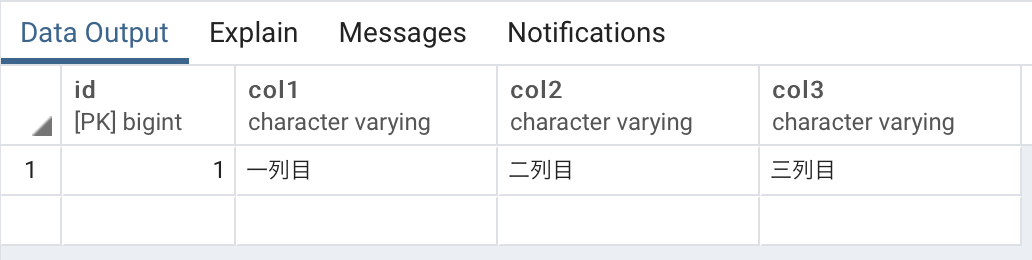 Data Output Explain Messages Notifications
id col1 col2 col3
[PK] bigint character varying character varying character varying
1 1 一列目 二列目 三列目